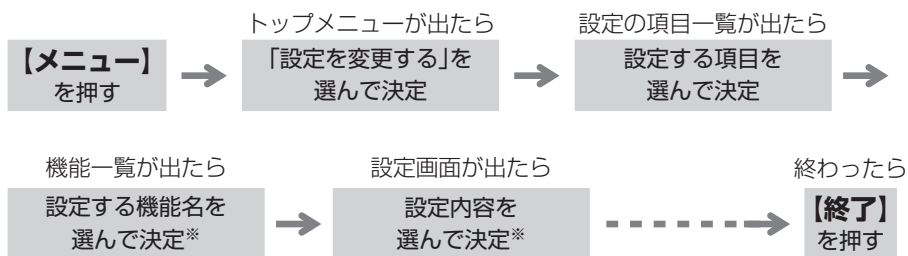 トップメニューが出たら
設定の項目一覧が出たら
【メニュー】
を押す
「設定を変更する」を
選んで決定
設定する項目を
選んで決定
機能一覧が出たら
設定画面が出たら
終わったら
設定する機能名を
選んで決定※
設定内容を
選んで決定※
【終了】
を押す